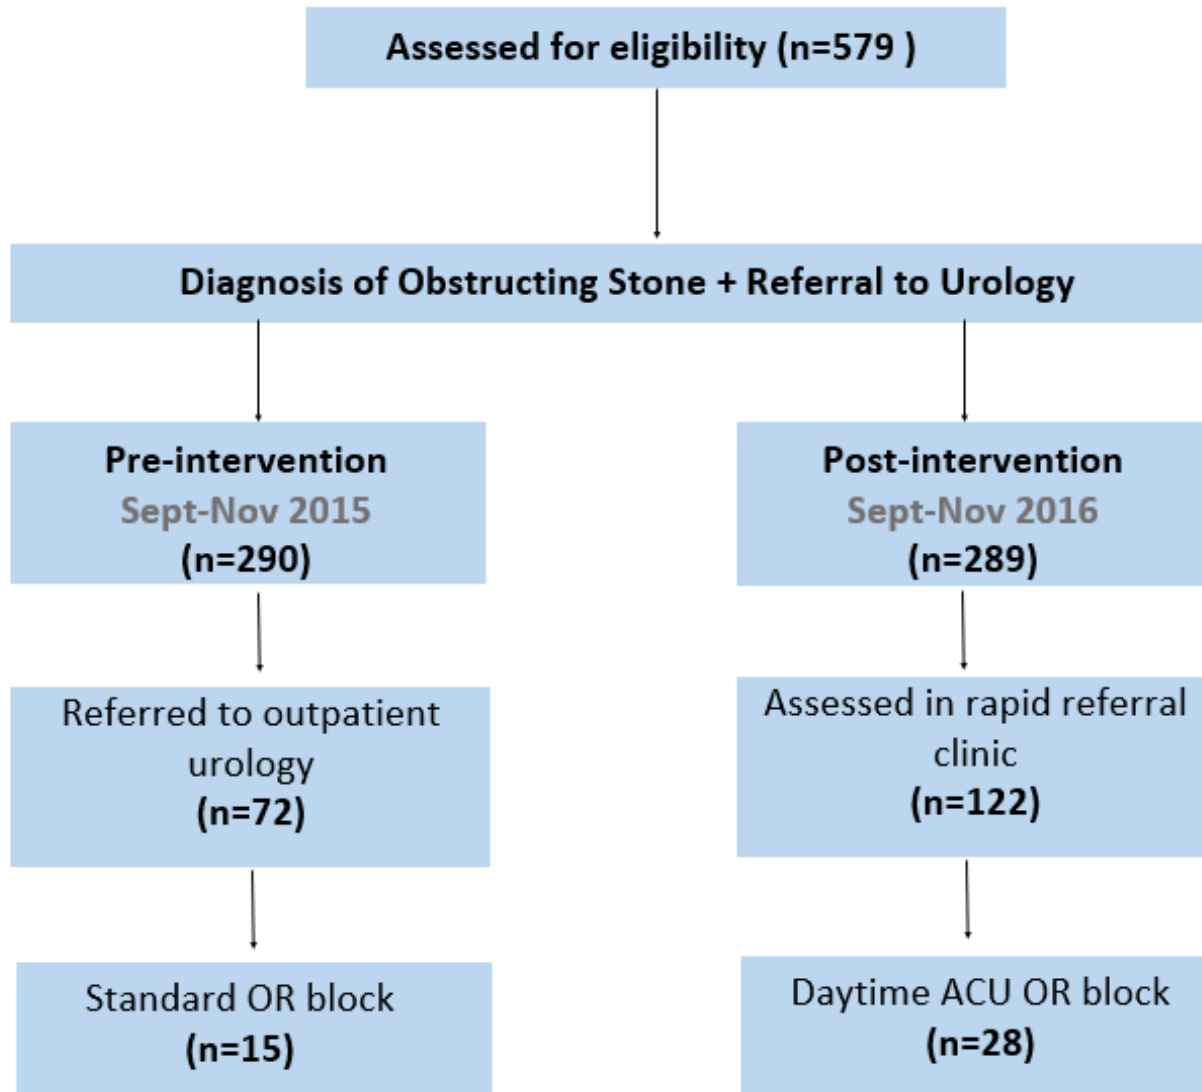 Assessed for eligibility (n=579 )
Diagnosis of Obstructing Stone + Referral to Urology
Pre-intervention
Sept-Nov 2015
(n=290)
Post-intervention
Sept-Nov 2016
(n=289)
Referred to outpatient
urology
(n=72)
Assessed in rapid referral
clinic
(n=122)
Standard OR block
(n=15)
Daytime ACU OR block
(n=28)